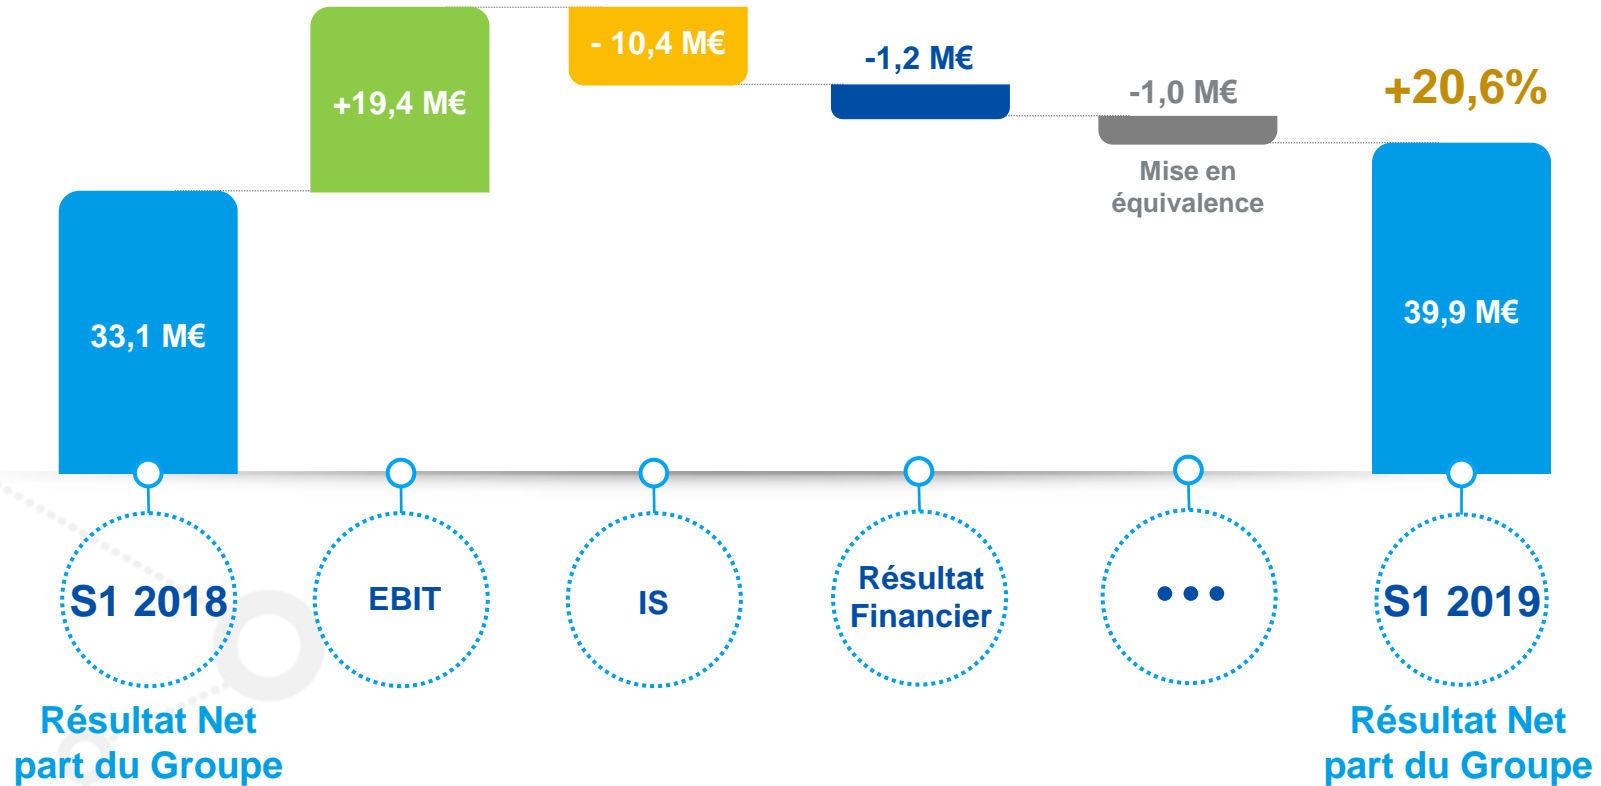 - 10,4 M€
-1,2 M€
+19,4 M€
-1,0 M€
+20,6%
Mise en
équivalence
33,1 M€
39,9 M€
S1 2018
EBIT
IS
Résultat
Financier
•••
S1 2019
Résultat Net
part du Groupe
Résultat Net
part du Groupe